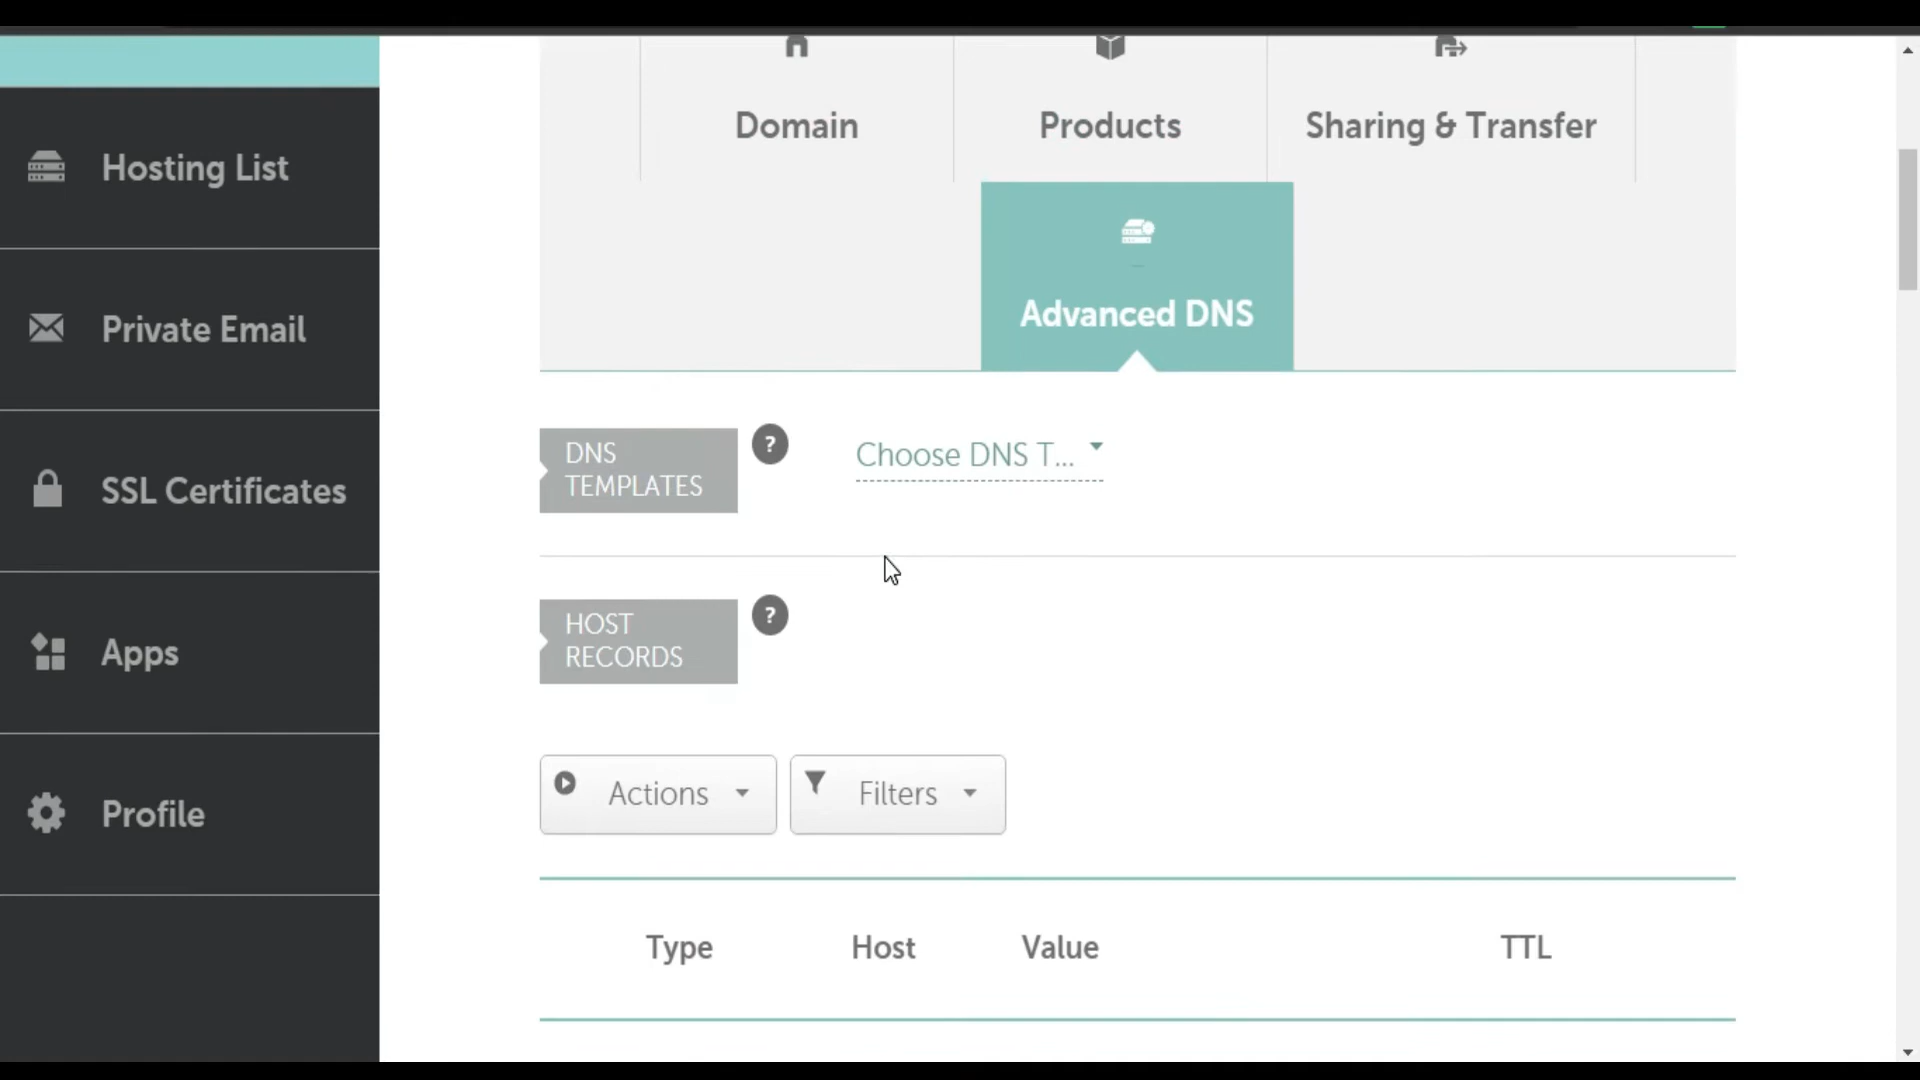 Domain
Products
Sharing & Transfer
Hosting List
Advanced DNS
Private Email
DNS
TEMPLATES
?
Choose DNS T...
SSL Certificates
HOST
RECORDS
?
Apps
Actions
Filters
Profile
Type
Host
Value
TTL